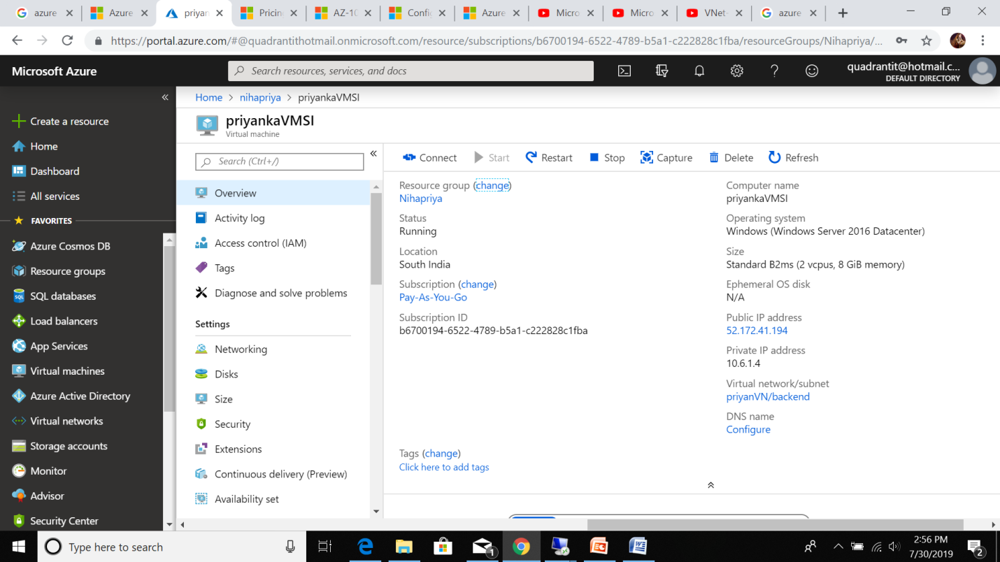 azure
Azure
priyan
Pricin
AZ-10
Config
Azure
Micro
Micro
VNet-
azure
https://portal.azure.com/#@quadrantithotmail.onmicrosoft.com/resource/subscriptions/b6700194-6522-4789-b5a1-c222828c1fba/resourceGroups/Nihapriya/...
Microsoft Azure
Search resources, services, and docs
quadrantit@hotmail.c...
DEFAULT DIRECTORY
Create a resource
Home
Dashboard
All services
FAVORITES
Azure Cosmos DB
Resource groups
SQL databases
Load balancers
App Services
Virtual machines
Azure Active Directory
Virtual networks
Storage accounts
Monitor
Advisor
Security Center
Home > nihapriya > priyankaVMSI
priyankaVMSI
Virtual machine
Search (Ctrl+/)
Overview
Activity log
Access control (IAM)
Tags
Diagnose and solve problems
Settings
Networking
Disks
Size
Security
Extensions
Continuous delivery (Preview)
Availability set
Connect Start Restart Stop Capture Delete Refresh
Resource group (change)
Nihapriya
Status
Running
Location
South India
Subscription (change)
Pay-As-You-Go
Subscription ID
b6700194-6522-4789-b5a1-c222828c1fba
Computer name
priyankaVMSI
Operating system
Windows (Windows Server 2016 Datacenter)
Size
Standard B2ms (2 vcpus, 8 GiB memory)
Ephemeral OS disk
N/A
Public IP address
52.172.41.194
Private IP address
10.6.1.4
Virtual network/subnet
priyanVN/backend
DNS name
Configure
Tags (change)
Click here to add tags
Type here to search
1
2:56 PM
7/30/2019
2